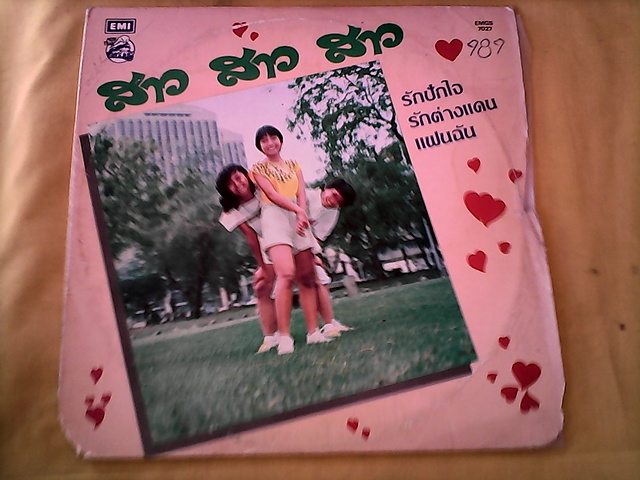 EMI
EMGS
7027
สาว สาว สาว
989
รักปักใจ
รักต่างแดน
แฟนฉัน